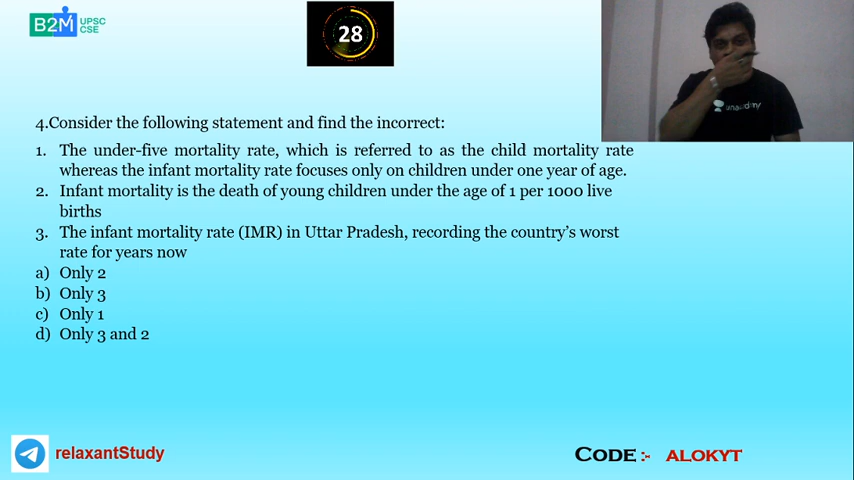 B2M UPSC
CSE
28
unacademy
4.Consider the following statement and find the incorrect:
1. The under-five mortality rate, which is referred to as the child mortality rate
whereas the infant mortality rate focuses only on children under one year of age.
2. Infant mortality is the death of young children under the age of 1 per 1000 live
births
3. The infant mortality rate (IMR) in Uttar Pradesh, recording the country's worst
rate for years now
a) Only 2
b) Only 3
c) Only 1
d) Only 3 and 2
relaxantStudy
CODE :- ALOKYT